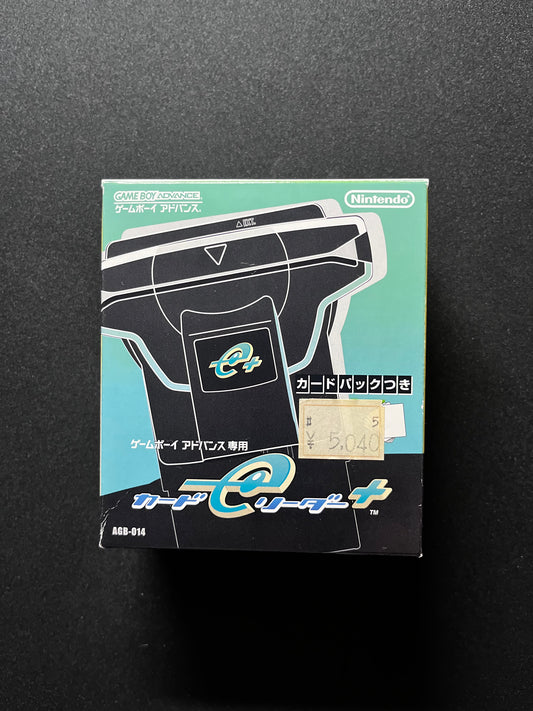 GAME BOY ADVANCE
ゲームボーイ アドバンス®
Nintendo®
e+
カードパックつき
# 5
¥ 5,040
ゲームボーイ アドバンス専用
カードeリーダー+™
AGB-014